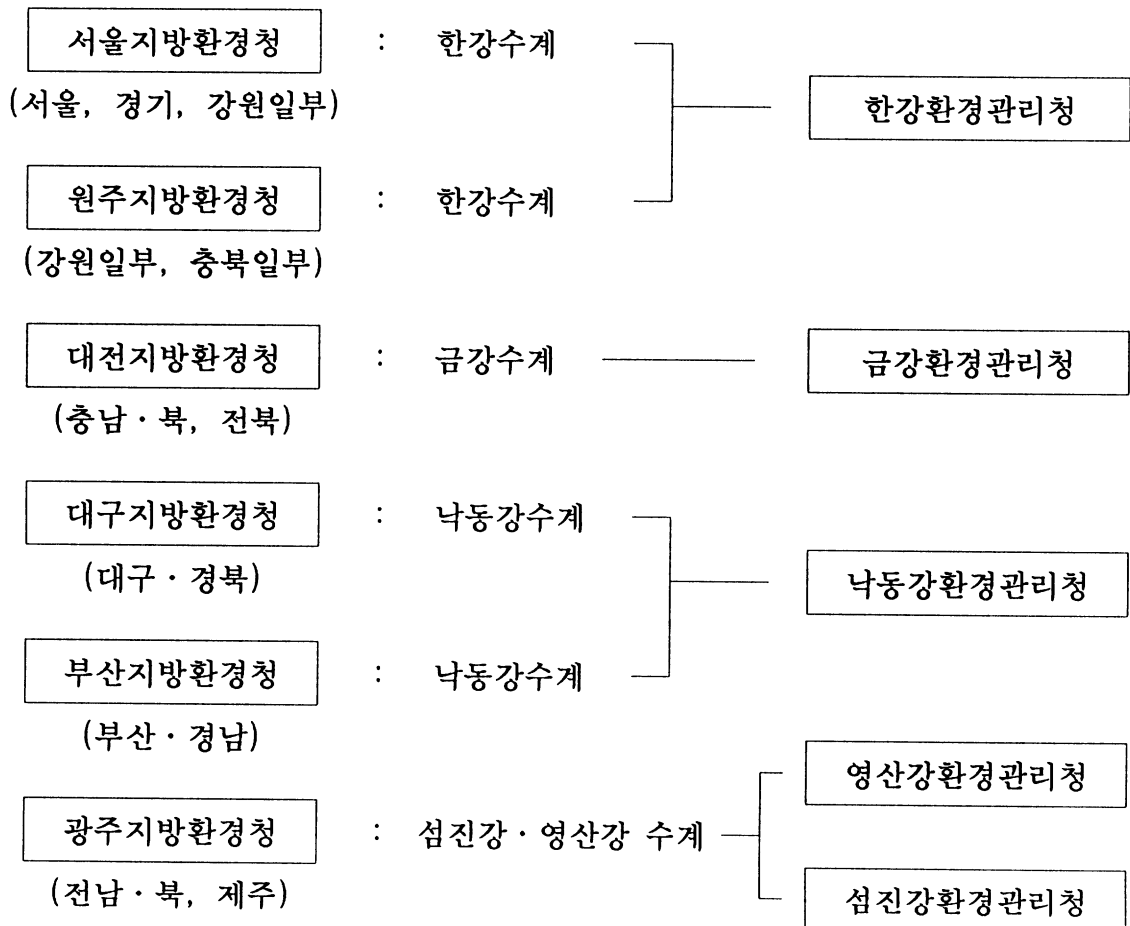 서울지방환경청 : 한강수계
(서울, 경기, 강원일부)
한강환경관리청
원주지방환경청 : 한강수계
(강원일부, 충북일부)
대전지방환경청 : 금강수계
금강환경관리청
(충남·북, 전북)
대구지방환경청 : 낙동강수계
(대구·경북)
낙동강환경관리청
부산지방환경청 : 낙동강수계
(부산·경남)
영산강환경관리청
광주지방환경청 : 섬진강·영산강 수계
(전남·북, 제주)
섬진강환경관리청